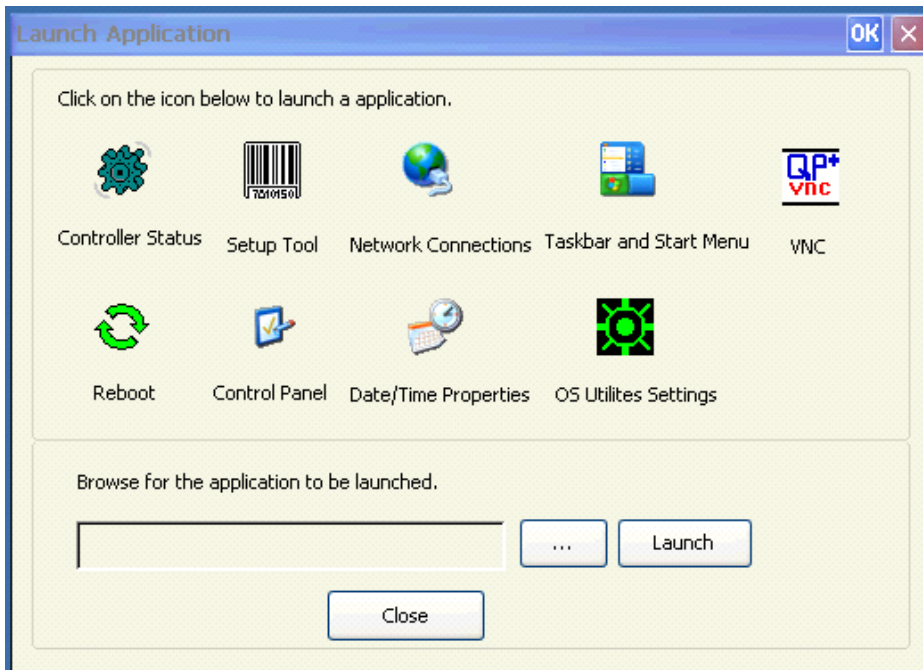 Launch Application OK
Click on the icon below to launch a application.
7810150
QP+
vnc
Controller Status Setup Tool Network Connections Taskbar and Start Menu VNC
Reboot Control Panel Date/Time Properties OS Utilites Settings
Browse for the application to be launched.
... Launch
Close